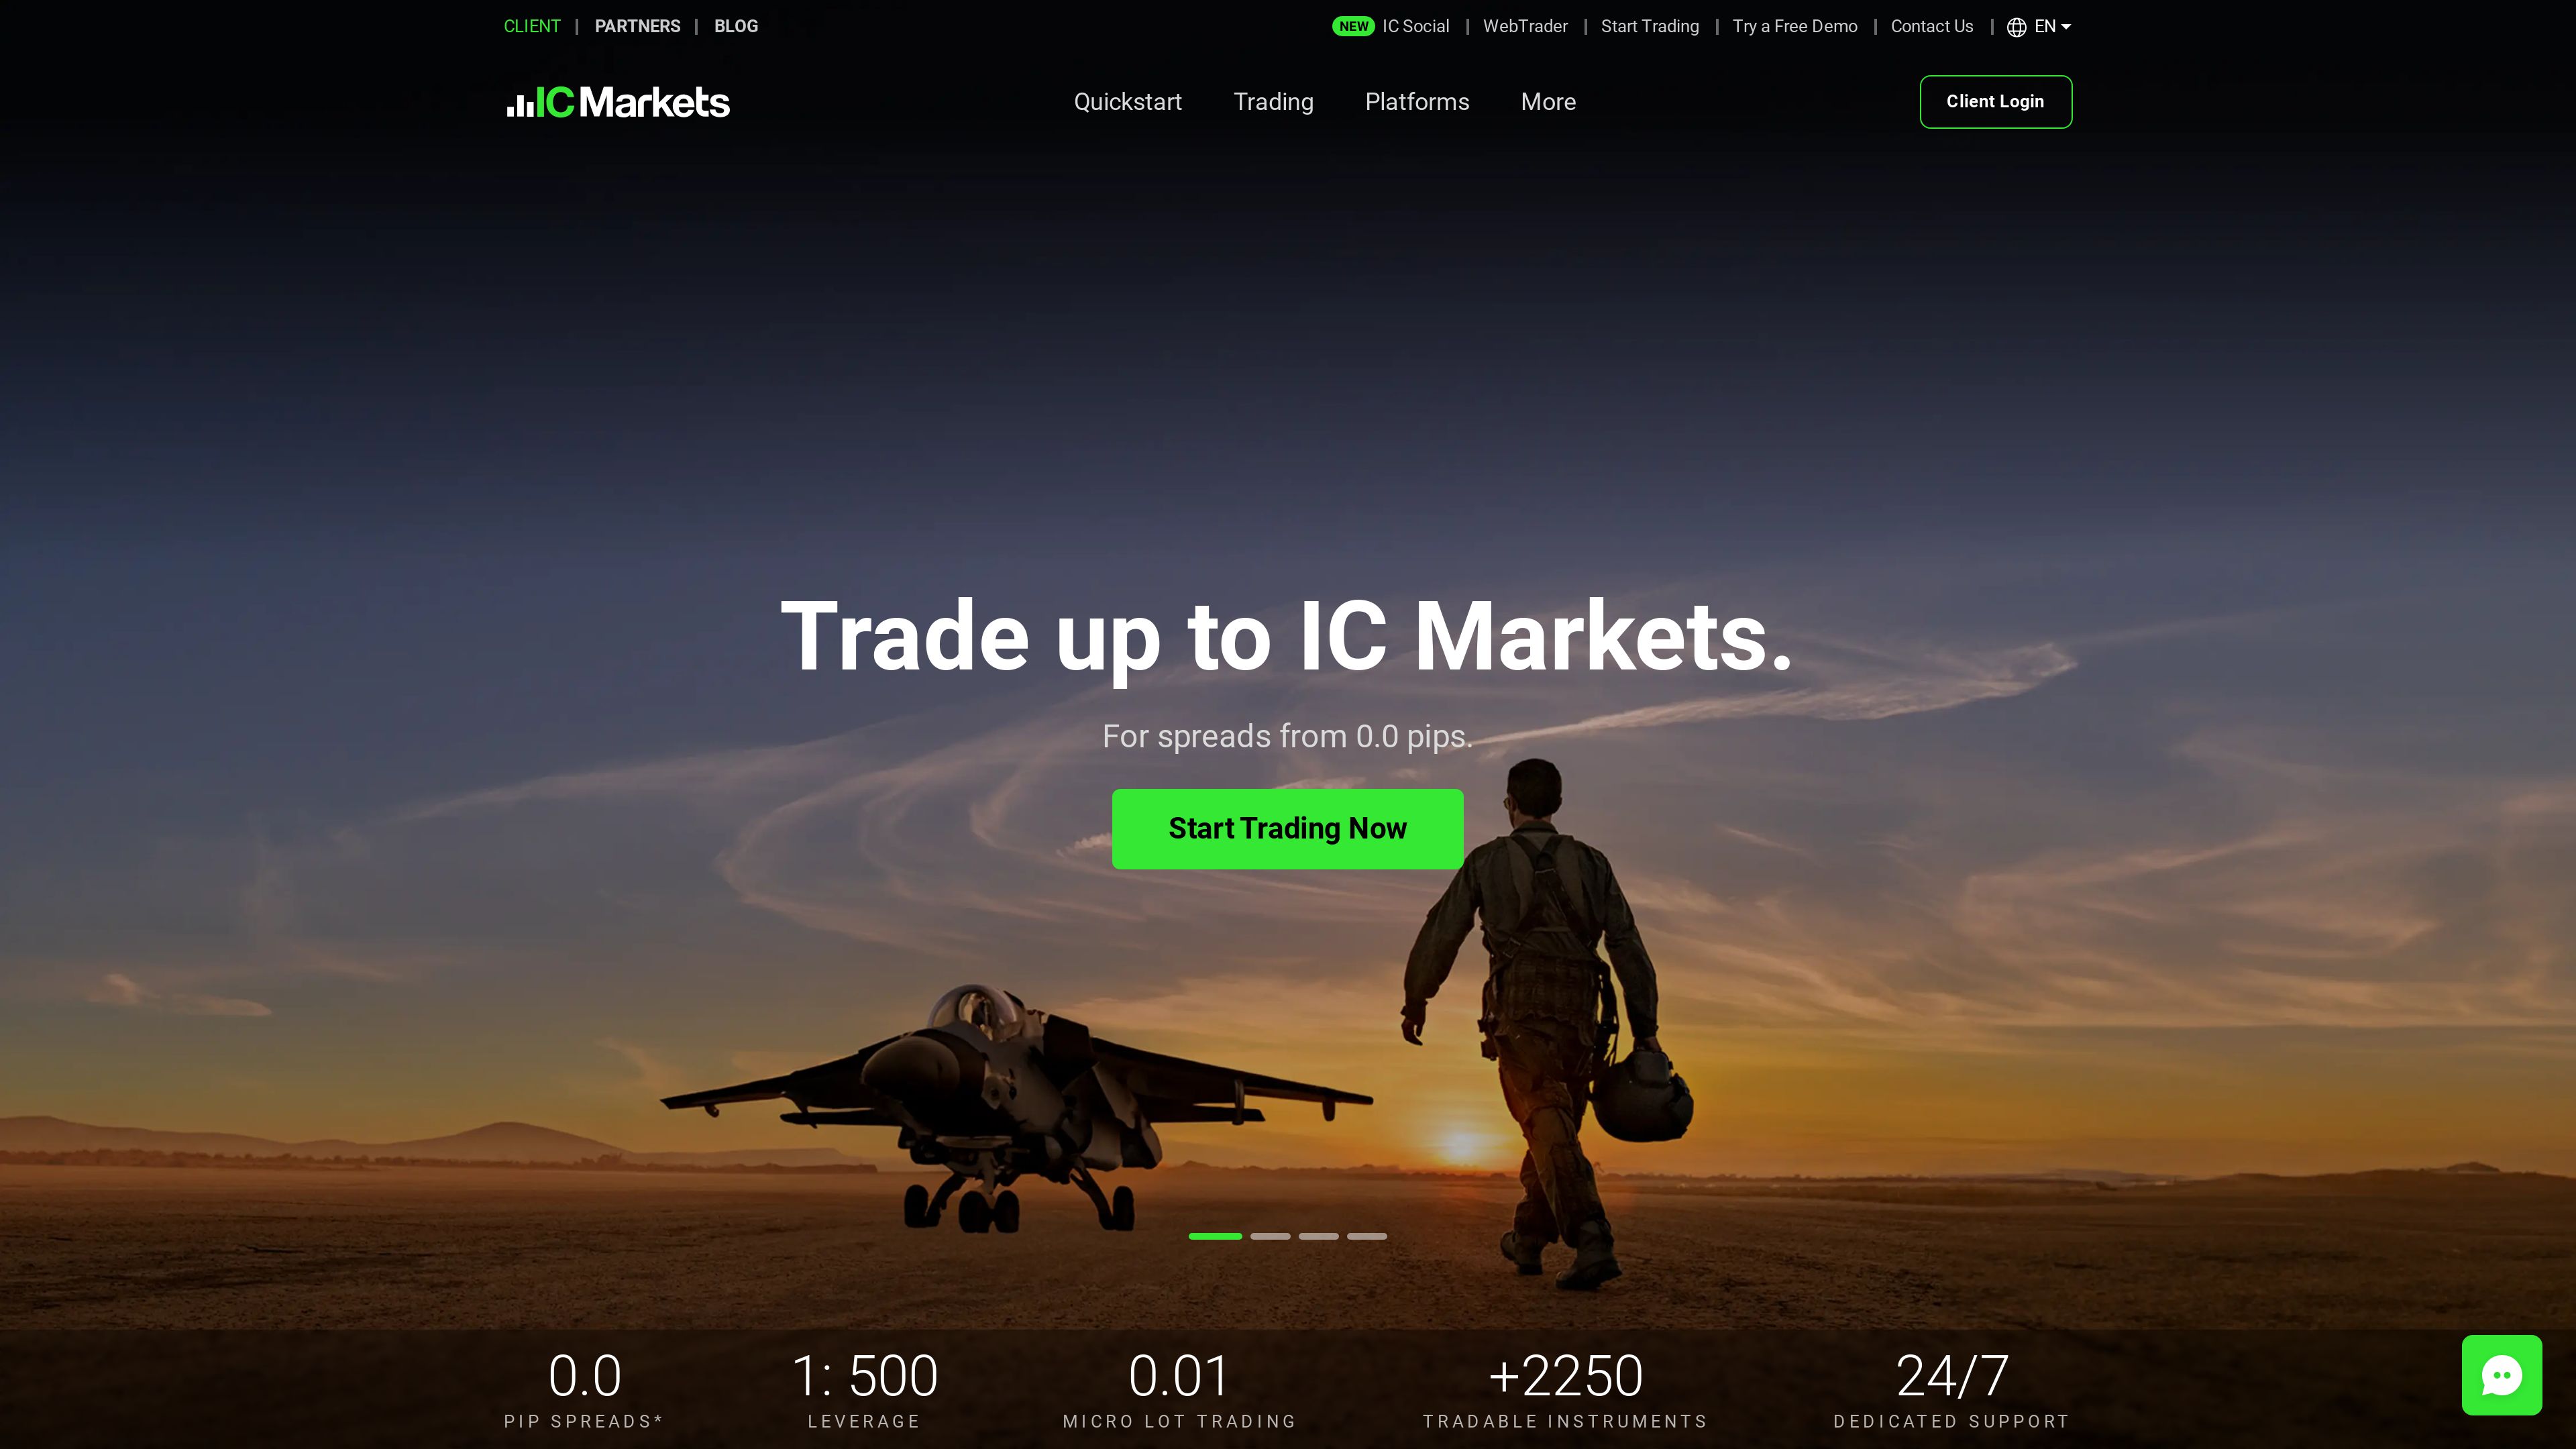 CLIENT | PARTNERS | BLOG
NEW IC Social | WebTrader | Start Trading | Try a Free Demo | Contact Us | EN
IC Markets
Quickstart Trading Platforms More
Client Login
Trade up to IC Markets.
For spreads from 0.0 pips.
Start Trading Now
0.0 1: 500 0.01 +2250 24/7
PIP SPREADS* LEVERAGE MICRO LOT TRADING TRADABLE INSTRUMENTS DEDICATED SUPPORT